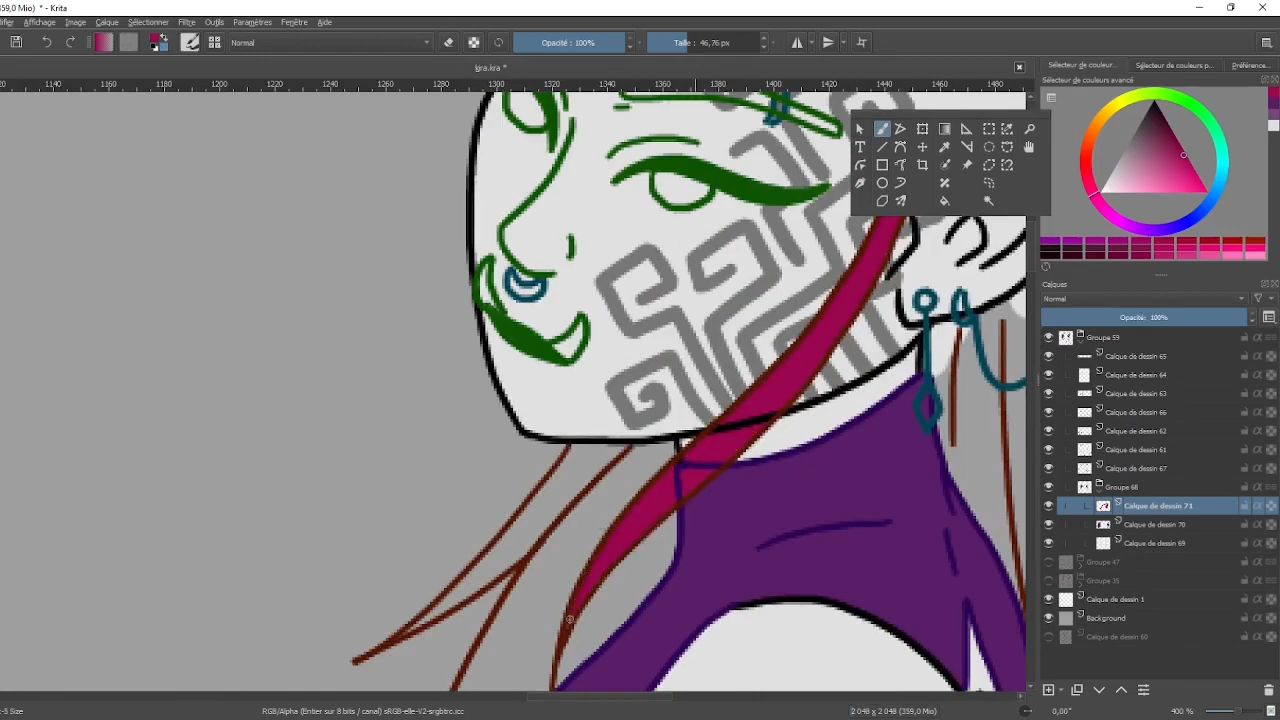 (359,0 Mio) * - Krita
ifier Affichage Image Calque Sélectionner Filtre Outils Paramètres Fenêtre Aide
Normal Opacité : 100% Taille : 46,76 px
kira.kra *
20 1140 1160 1180 1200 1220 1240 1260 1280 1300 1320 1340 1360 1380 1400 1420 1440 1460 1480
Sélecteur de couleur... Sélecteur de couleurs p... Préférence...
Sélecteur de couleurs avancé
Calques
Normal
Opacité: 100%
Groupe 59
Calque de dessin 65
Calque de dessin 64
Calque de dessin 63
Calque de dessin 66
Calque de dessin 62
Calque de dessin 61
Calque de dessin 67
Groupe 68
Calque de dessin 71
Calque de dessin 70
Calque de dessin 69
Groupe 47
Groupe 35
Calque de dessin 1
Background
Calque de dessin 60
c-5 Size RGB/Alpha (Entier sur 8 bits / canal) sRGB-elle-V2-srgbtrc.icc 2 048 x 2 048 (359,0 Mio) 0,00° 400 %